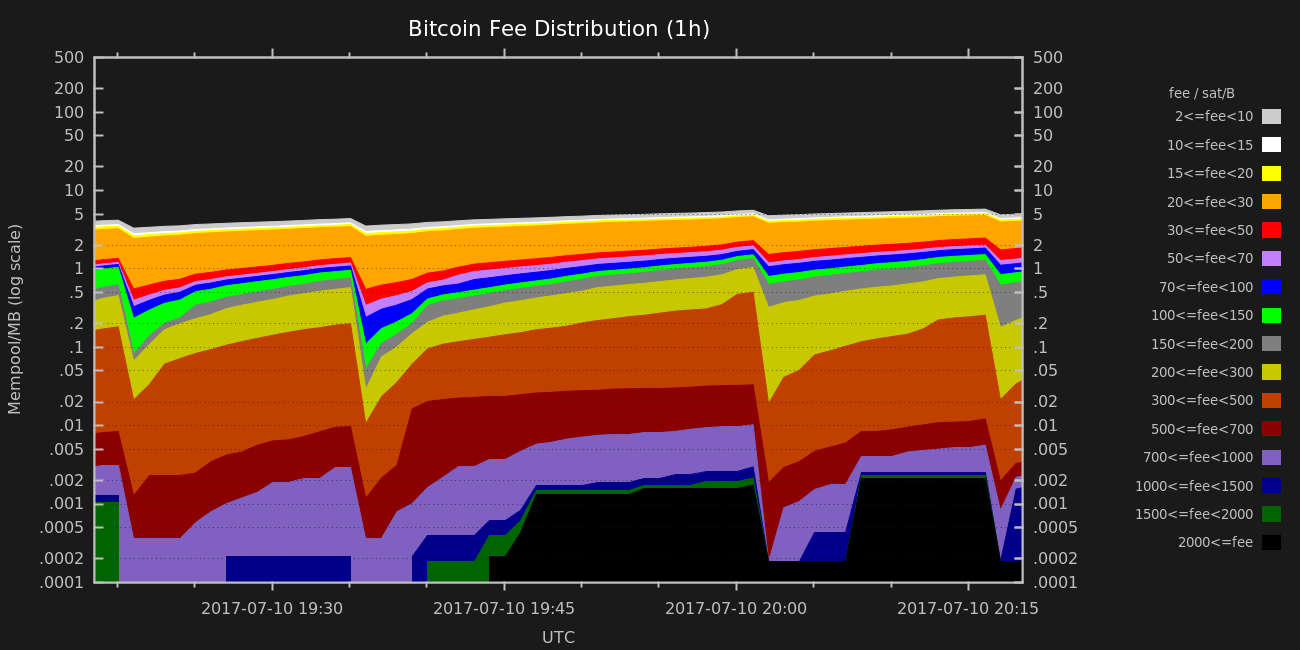 Bitcoin Fee Distribution (1h)
500 500
200 200
100 100
50 50
20 20
10 10
5 5
2 2
1 1
.5 .5
.2 .2
.1 .1
.05 .05
.02 .02
.01 .01
.005 .005
.002 .002
.001 .001
.0005 .0005
.0002 .0002
.0001 .0001
Mempool/MB (log scale)
2017-07-10 19:30 2017-07-10 19:45 2017-07-10 20:00 2017-07-10 20:15
UTC
fee / sat/B
2<=fee<10
10<=fee<15
15<=fee<20
20<=fee<30
30<=fee<50
50<=fee<70
70<=fee<100
100<=fee<150
150<=fee<200
200<=fee<300
300<=fee<500
500<=fee<700
700<=fee<1000
1000<=fee<1500
1500<=fee<2000
2000<=fee